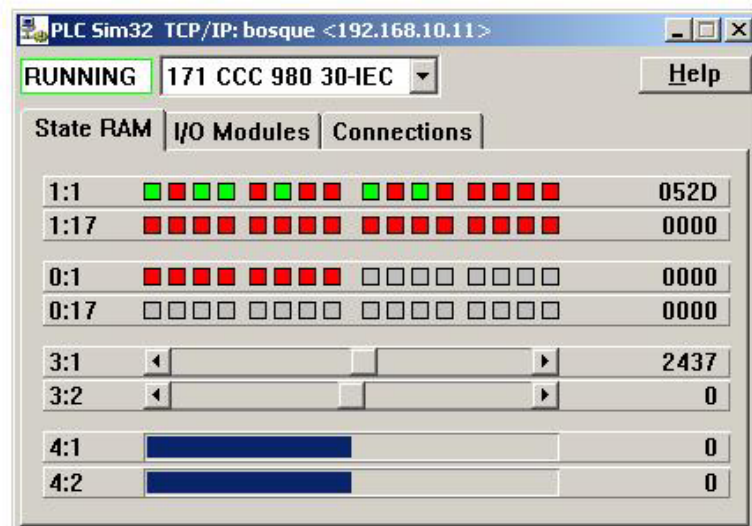 PLC Sim32 TCP/IP: bosque <192.168.10.11>
RUNNING 171 CCC 980 30-IEC Help
State RAM I/O Modules Connections
1:1 052D
1:17 0000
0:1 0000
0:17 0000
3:1 2437
3:2 0
4:1 0
4:2 0